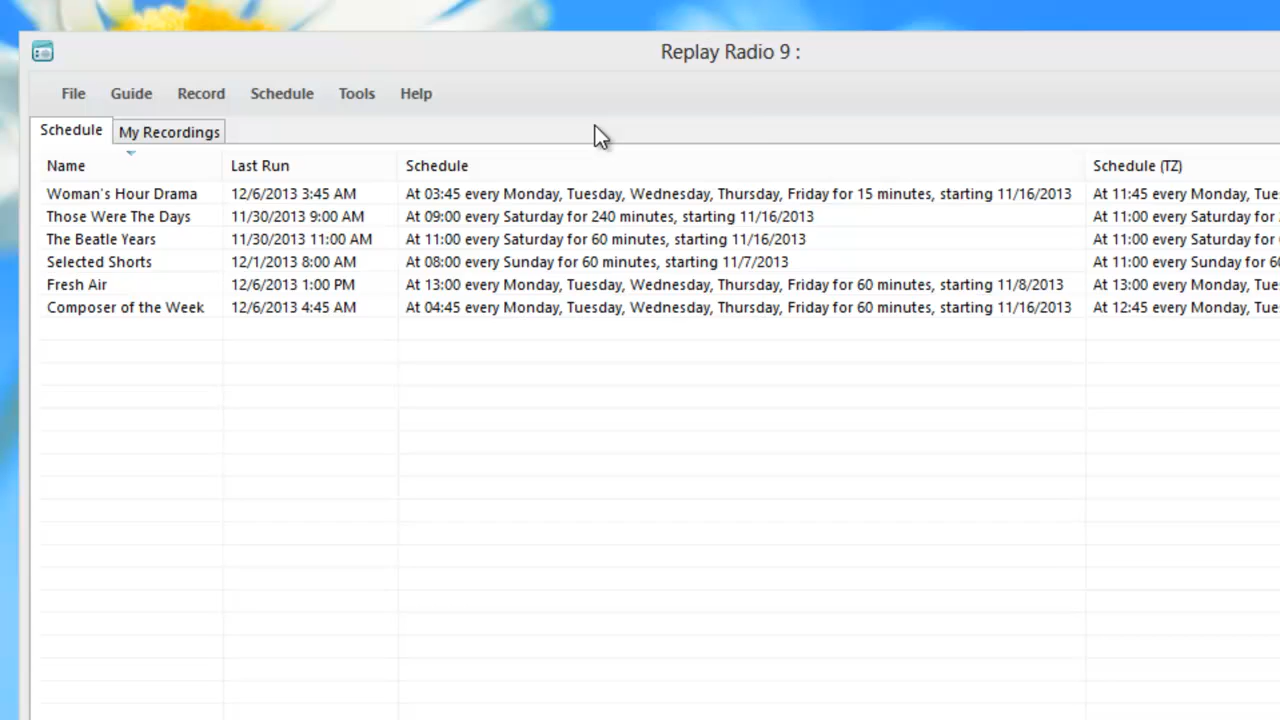 Replay Radio 9 :
File Guide Record Schedule Tools Help
Schedule My Recordings
Name Last Run Schedule Schedule (TZ)
Woman's Hour Drama 12/6/2013 3:45 AM At 03:45 every Monday, Tuesday, Wednesday, Thursday, Friday for 15 minutes, starting 11/16/2013 At 11:45 every Monday, Tue
Those Were The Days 11/30/2013 9:00 AM At 09:00 every Saturday for 240 minutes, starting 11/16/2013 At 11:00 every Saturday for
The Beatle Years 11/30/2013 11:00 AM At 11:00 every Saturday for 60 minutes, starting 11/16/2013 At 11:00 every Saturday for
Selected Shorts 12/1/2013 8:00 AM At 08:00 every Sunday for 60 minutes, starting 11/7/2013 At 11:00 every Sunday for 60
Fresh Air 12/6/2013 1:00 PM At 13:00 every Monday, Tuesday, Wednesday, Thursday, Friday for 60 minutes, starting 11/8/2013 At 13:00 every Monday, Tue
Composer of the Week 12/6/2013 4:45 AM At 04:45 every Monday, Tuesday, Wednesday, Thursday, Friday for 60 minutes, starting 11/16/2013 At 12:45 every Monday, Tue